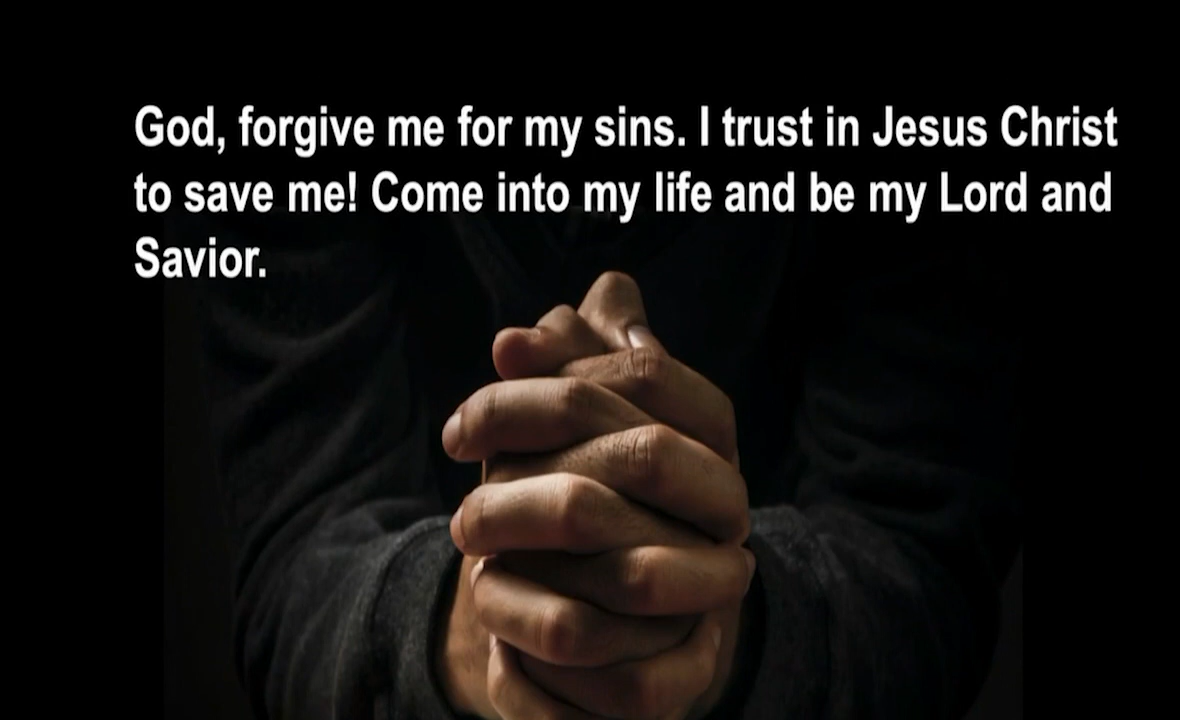 God, forgive me for my sins. I trust in Jesus Christ
to save me! Come into my life and be my Lord and
Savior.